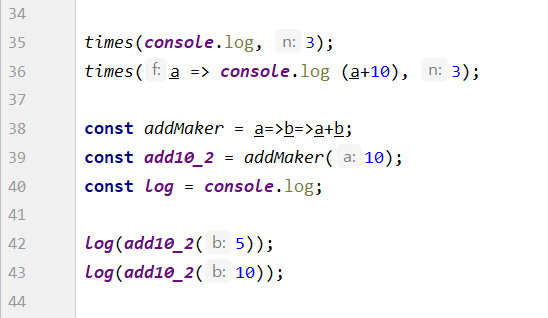 34
35 times(console.log, n: 3);
36 times( f: a => console.log (a+10), n: 3);
37
38 const addMaker = a=>b=>a+b;
39 const add10_2 = addMaker( a: 10);
40 const log = console.log;
41
42 log(add10_2( b: 5));
43 log(add10_2( b: 10));
44